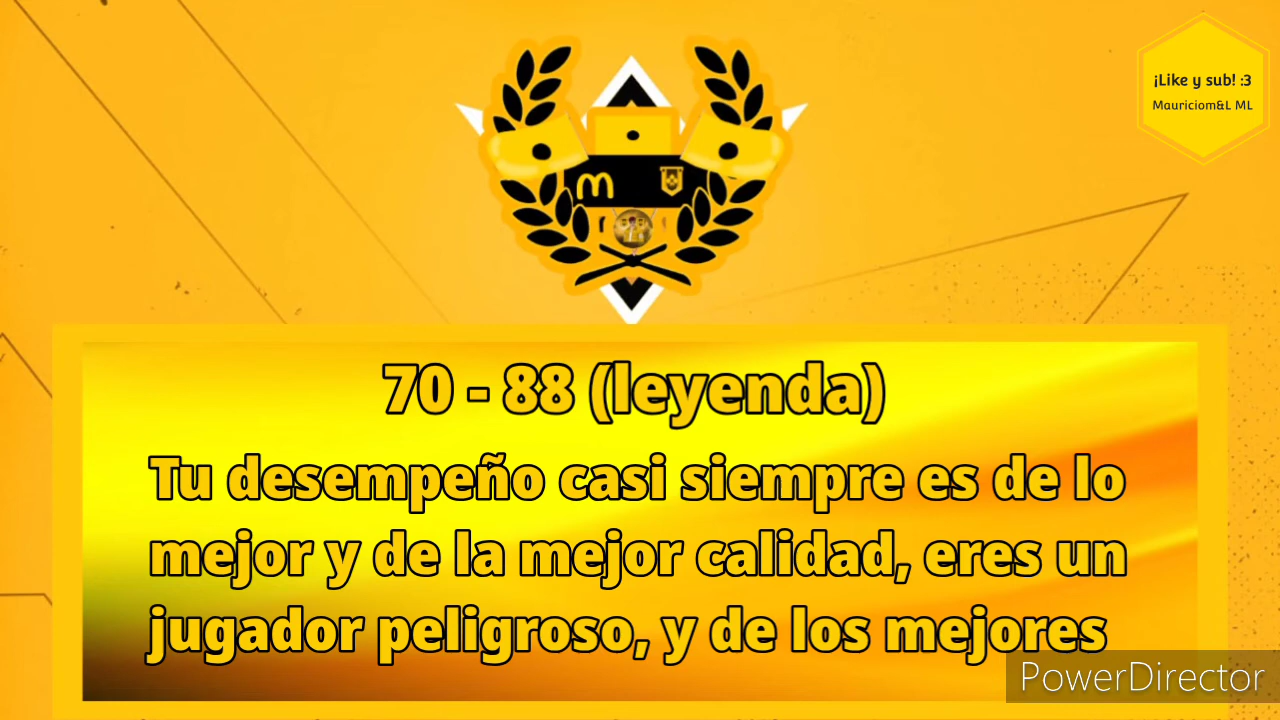 ¡Like y sub! :3
Mauriciom&L ML
m
70 - 88 (leyenda)
Tu desempeño casi siempre es de lo
mejor y de la mejor calidad, eres un
jugador peligroso, y de los mejores
PowerDirector